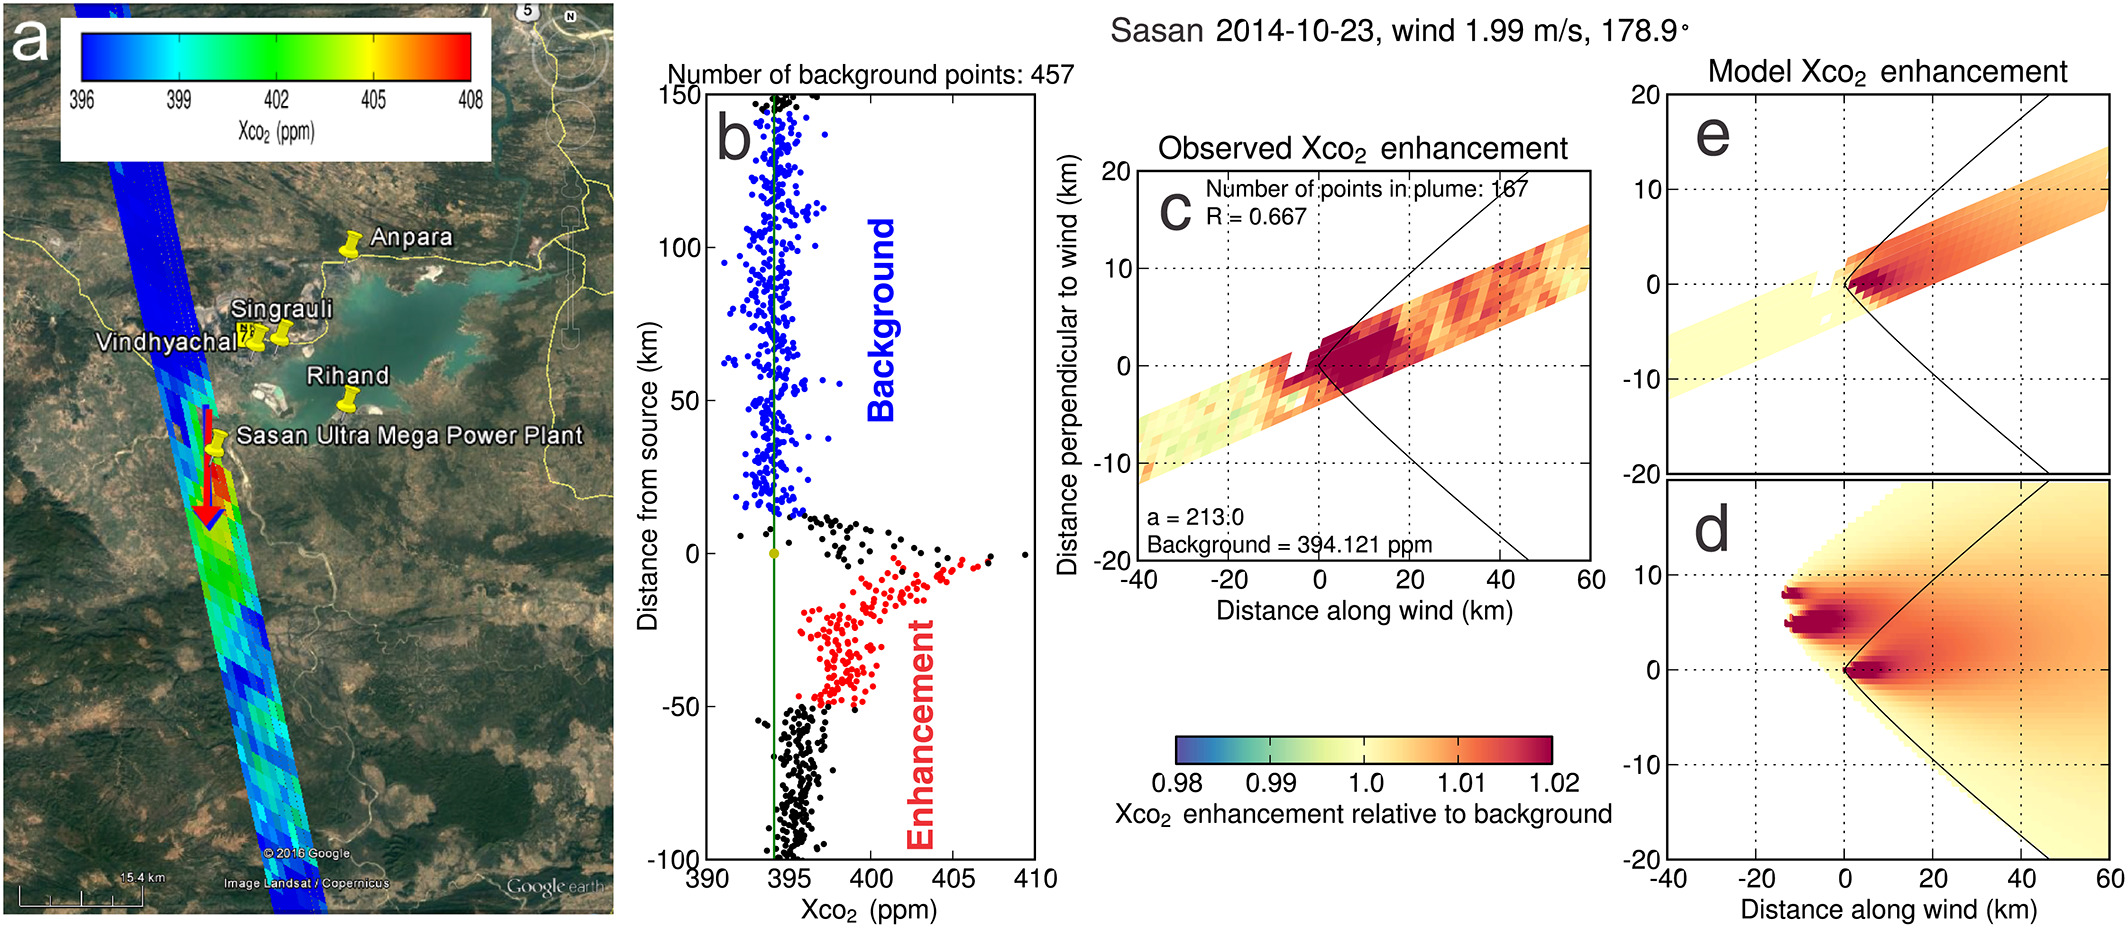 Sasan 2014-10-23, wind 1.99 m/s, 178.9°
a
396 399 402 405 408
Xco₂ (ppm)
5
N
Anpara
Singrauli
Vindhyachal
Rihand
Sasan Ultra Mega Power Plant
© 2016 Google
15.4 km
Image Landsat / Copernicus
Google earth
Number of background points: 457
b
150
100
50
0
-50
-100
390 395 400 405 410
Distance from source (km)
Xco₂ (ppm)
Background
Enhancement
Observed Xco₂ enhancement
c
Number of points in plume: 167
R = 0.667
a = 213.0
Background = 394.121 ppm
20
10
0
-10
-20
-40 -20 0 20 40 60
Distance perpendicular to wind (km)
Distance along wind (km)
0.98 0.99 1.0 1.01 1.02
Xco₂ enhancement relative to background
Model Xco₂ enhancement
e
20
10
0
-10
-20
d
10
0
-10
-20
-40 -20 0 20 40 60
Distance along wind (km)